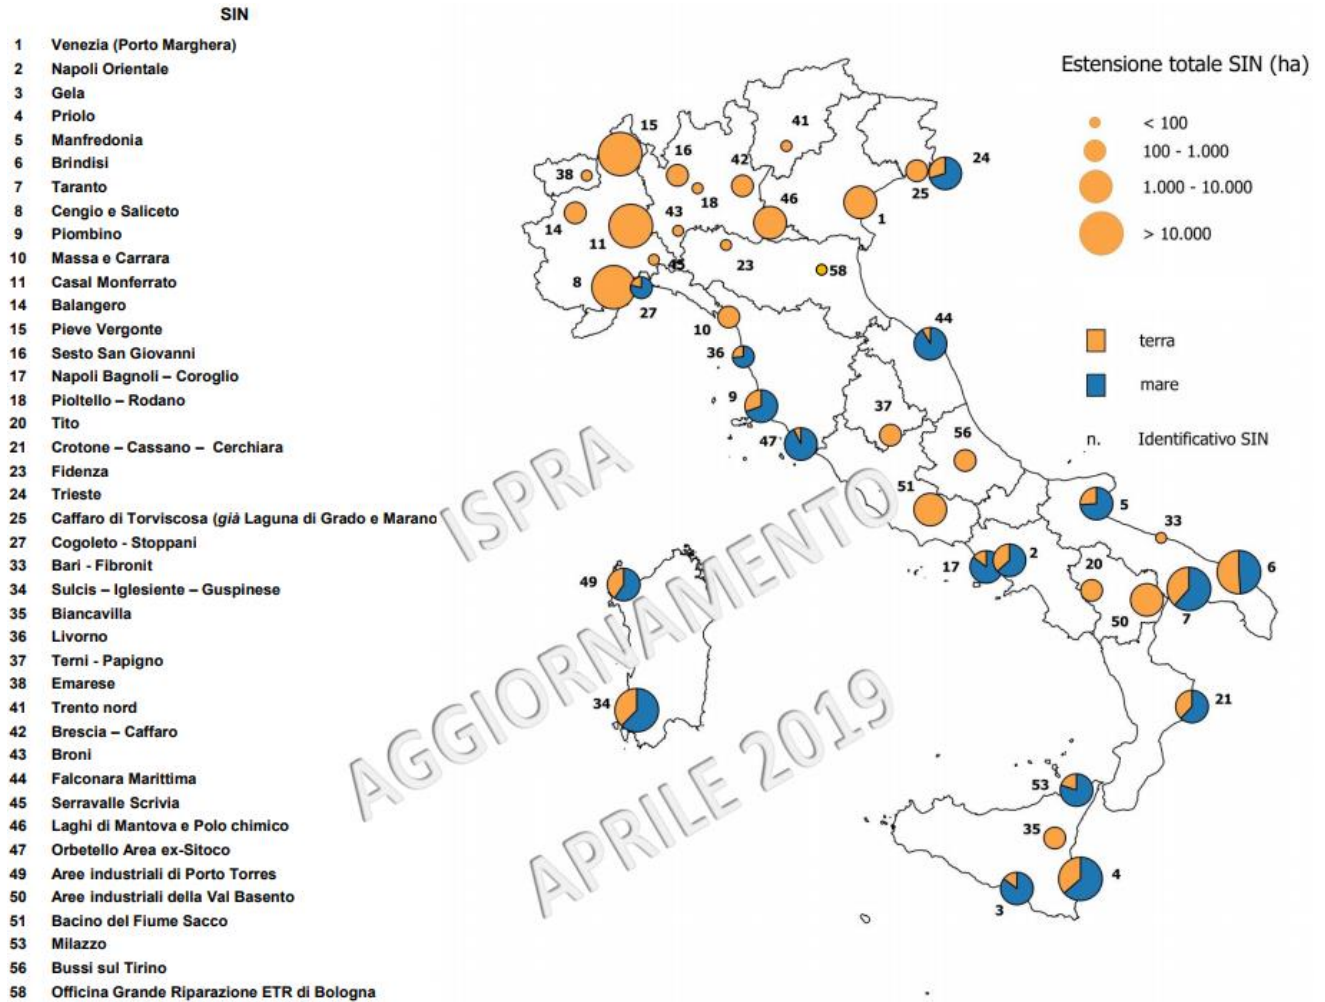 SIN
1 Venezia (Porto Marghera)
2 Napoli Orientale
3 Gela
4 Priolo
5 Manfredonia
6 Brindisi
7 Taranto
8 Cengio e Saliceto
9 Piombino
10 Massa e Carrara
11 Casal Monferrato
14 Balangero
15 Pieve Vergonte
16 Sesto San Giovanni
17 Napoli Bagnoli – Coroglio
18 Pioltello – Rodano
20 Tito
21 Crotone – Cassano – Cerchiara
23 Fidenza
24 Trieste
25 Caffaro di Torviscosa (già Laguna di Grado e Marano
27 Cogoleto - Stoppani
33 Bari - Fibronit
34 Sulcis – Iglesiente – Guspinese
35 Biancavilla
36 Livorno
37 Terni - Papigno
38 Emarese
41 Trento nord
42 Brescia – Caffaro
43 Broni
44 Falconara Marittima
45 Serravalle Scrivia
46 Laghi di Mantova e Polo chimico
47 Orbetello Area ex-Sitoco
49 Aree industriali di Porto Torres
50 Aree industriali della Val Basento
51 Bacino del Fiume Sacco
53 Milazzo
56 Bussi sul Tirino
58 Officina Grande Riparazione ETR di Bologna
Estensione totale SIN (ha)
< 100
100 - 1.000
1.000 - 10.000
> 10.000
terra
mare
n. Identificativo SIN
15
41
16
42
24
38
18
46
25
14
43
1
11
45
23
58
8
27
10
44
36
9
37
47
56
51
5
33
17
2
20
6
49
50
7
34
21
53
35
4
3
ISPRA
AGGIORNAMENTO
APRILE 2019